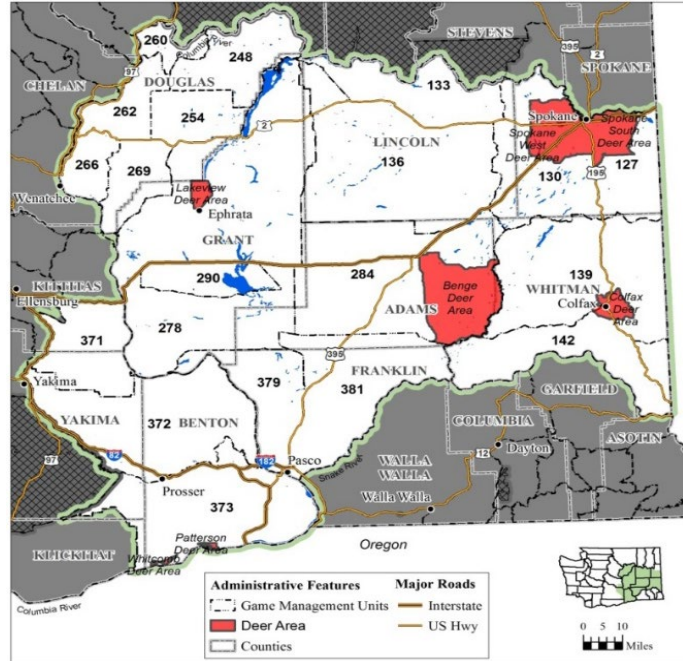 STEVENS
260
248
Columbia River
395
2
97
SPOKANE
CHELAN
DOUGLAS
133
262
254
Spokane
LINCOLN
2
Spokane West Deer Area
Spokane South Deer Area
136
266
269
127
130
195
Lakeview Deer Area
Wenatchee
Ephrata
GRANT
KITTITAS
Ellensburg
290
284
Benge Deer Area
139
WHITMAN
ADAMS
Colfax
Colfax Deer Area
278
371
142
395
FRANKLIN
379
381
Yakima
GARFIELD
YAKIMA
372
BENTON
COLUMBIA
ASOTIN
82
182
Pasco
Snake River
12
Dayton
97
WALLA WALLA
Prosser
Walla Walla
373
Patterson Deer Area
Oregon
KLICKITAT
Whitcomb Deer Area
Columbia River
Administrative Features
Major Roads
Game Management Units
Interstate
Deer Area
US Hwy
Counties
0 5 10
Miles